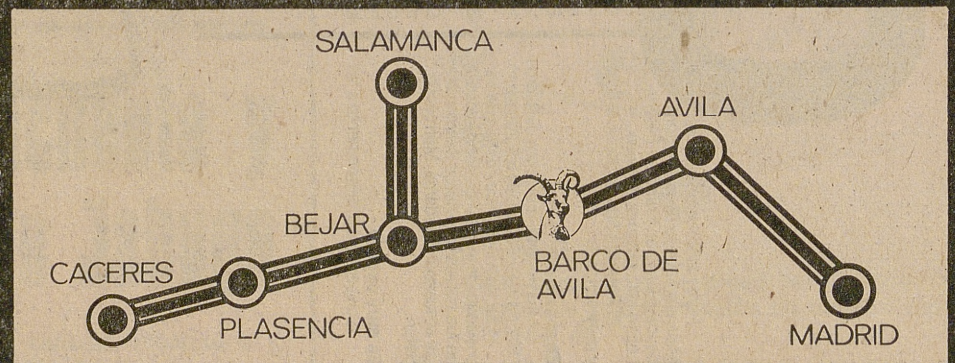 SALAMANCA
AVILA
BEJAR
BARCO DE
AVILA
CACERES
PLASENCIA
MADRID